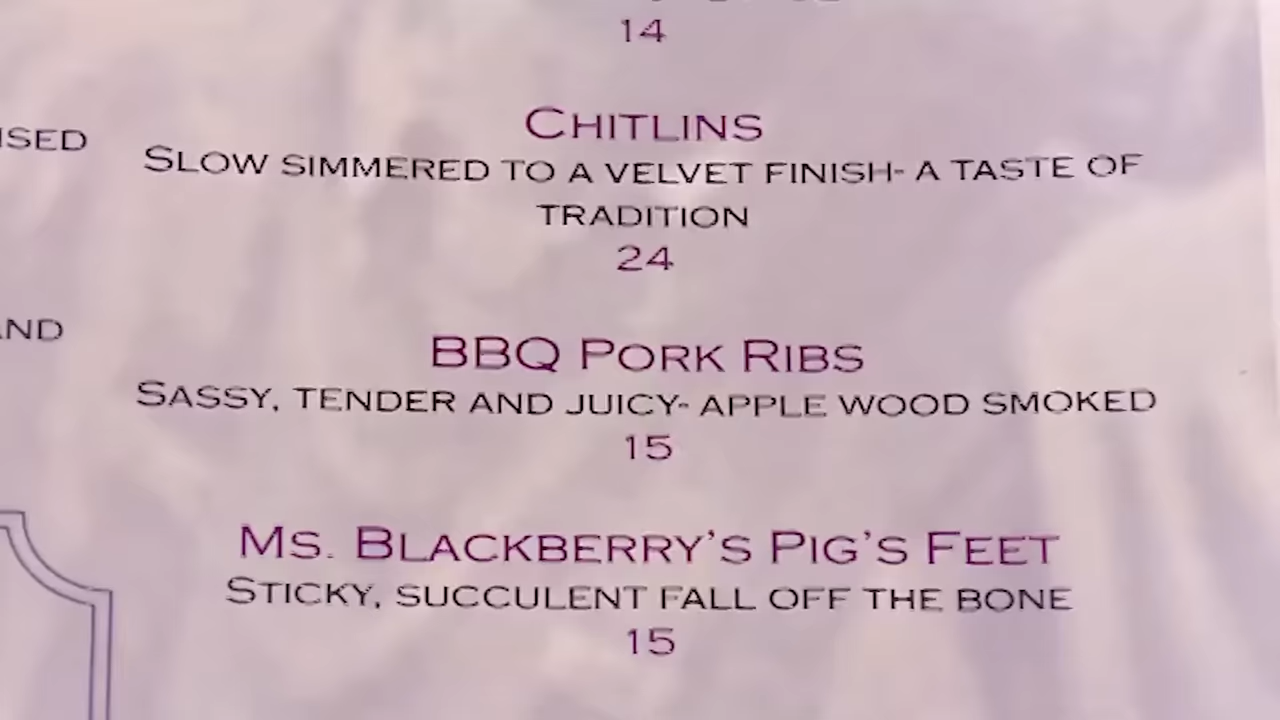 14
CHITLINS
SLOW SIMMERED TO A VELVET FINISH- A TASTE OF
TRADITION
24
BBQ PORK RIBS
SASSY, TENDER AND JUICY- APPLE WOOD SMOKED
15
MS. BLACKBERRY'S PIG'S FEET
STICKY, SUCCULENT FALL OFF THE BONE
15